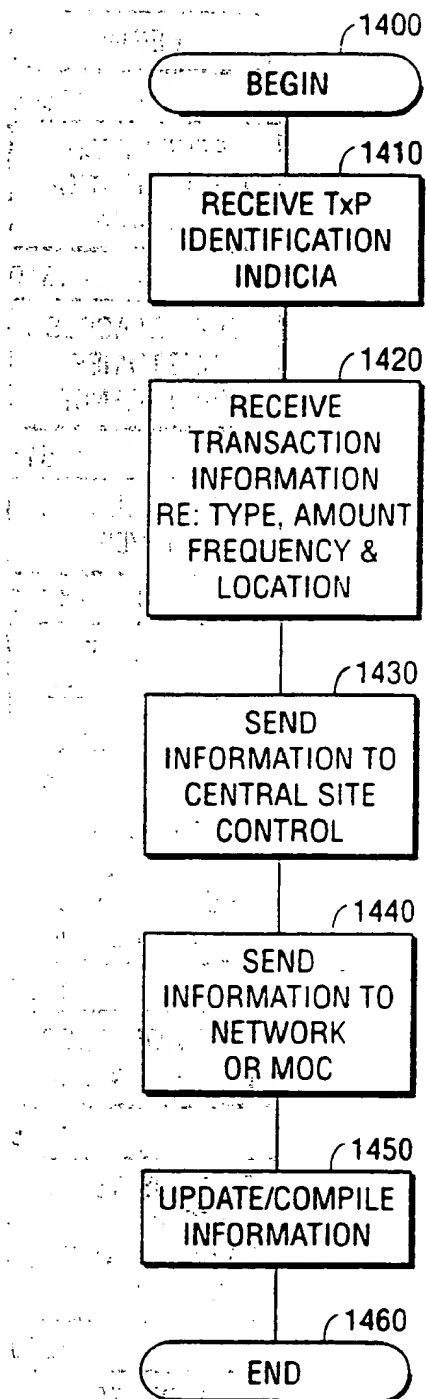 1400
BEGIN
1410
RECEIVE TxP
IDENTIFICATION
INDICIA
1420
RECEIVE
TRANSACTION
INFORMATION
RE: TYPE, AMOUNT
FREQUENCY &
LOCATION
1430
SEND
INFORMATION TO
CENTRAL SITE
CONTROL
1440
SEND
INFORMATION TO
NETWORK
OR MOC
1450
UPDATE/COMPILE
INFORMATION
1460
END